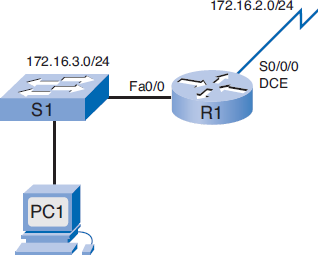 172.16.2.0/24
172.16.3.0/24
S0/0/0
Fa0/0
DCE
S1
R1
PC1